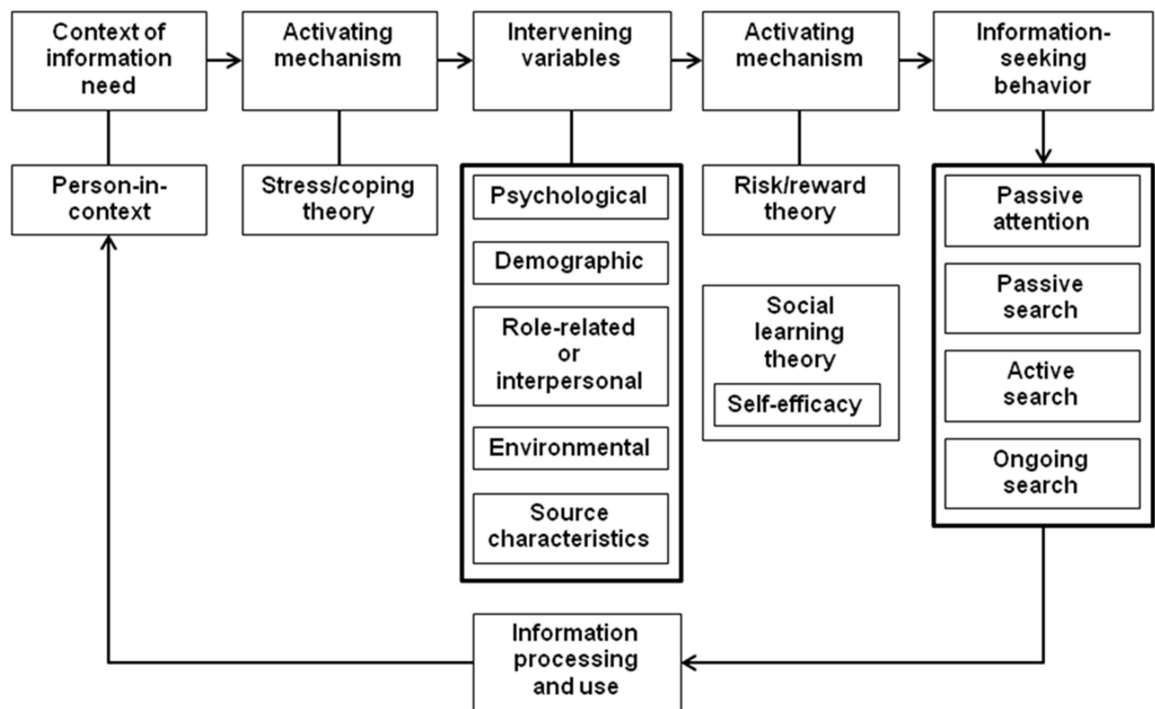 Context of
information
need
Activating
mechanism
Intervening
variables
Activating
mechanism
Information-
seeking
behavior
Person-in-
context
Stress/coping
theory
Psychological
Demographic
Role-related
or
interpersonal
Environmental
Source
characteristics
Risk/reward
theory
Social
learning
theory
Self-efficacy
Passive
attention
Passive
search
Active
search
Ongoing
search
Information
processing
and use